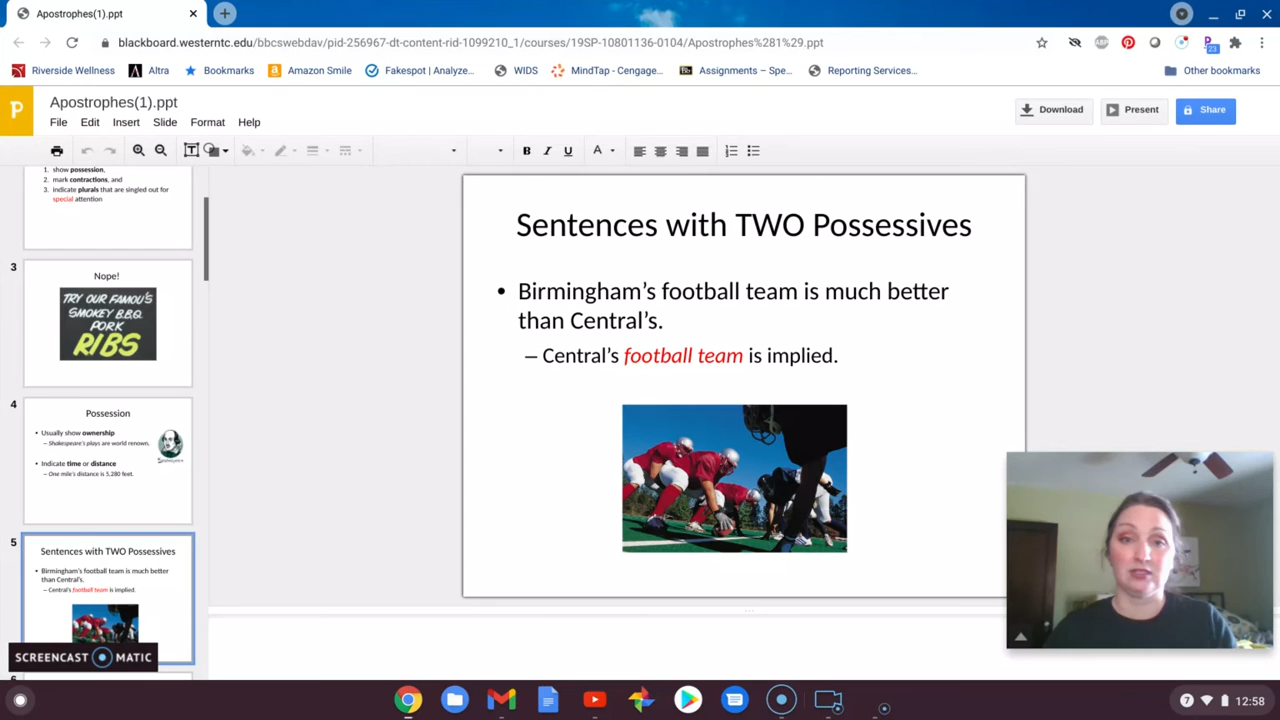 Apostrophes(1).ppt
blackboard.westerntc.edu/bbcswebdav/pid-256967-dt-content-rid-1099210_1/courses/19SP-10801136-0104/Apostrophes%281%29.ppt
ABP
23
Riverside Wellness
Altra
Bookmarks
Amazon Smile
Fakespot | Analyze...
WIDS
MindTap - Cengage...
Assignments – Spe...
Reporting Services...
Other bookmarks
Apostrophes(1).ppt
File Edit Insert Slide Format Help
Download
Present
Share
B I U A
1. show possession,
2. mark contractions, and
3. indicate plurals that are singled out for
special attention
3
Nope!
TRY OUR FAMOU'S
SMOKEY B.B.Q.
PORK
RIBS
4
Possession
• Usually show ownership
– Shakespeare's plays are world renown.
• Indicate time or distance
– One mile's distance is 5,280 feet.
5
Sentences with TWO Possessives
• Birmingham's football team is much better
than Central's.
– Central's football team is implied.
SCREENCAST MATIC
Sentences with TWO Possessives
• Birmingham’s football team is much better
than Central’s.
– Central’s football team is implied.
7
12:58